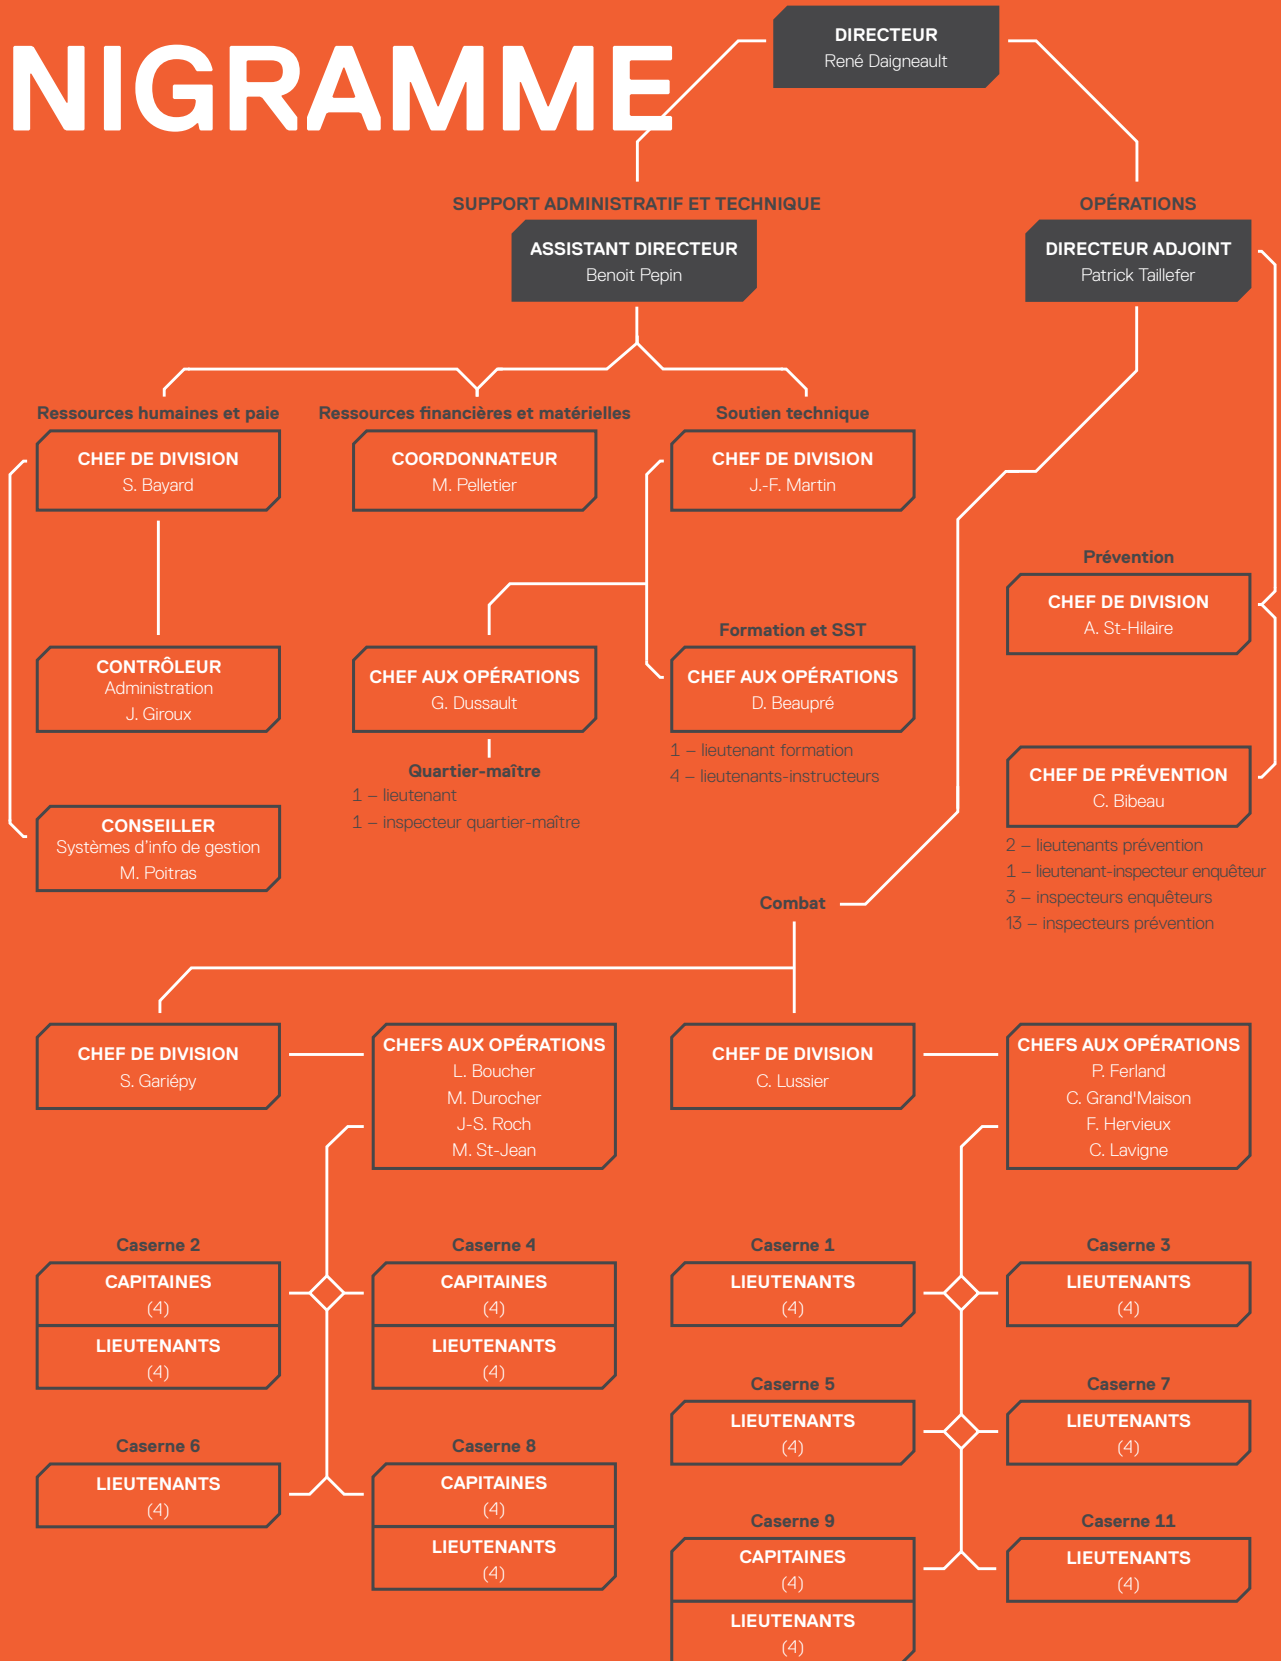 NIGRAMME
DIRECTEUR
René Daigneault
SUPPORT ADMINISTRATIF ET TECHNIQUE
ASSISTANT DIRECTEUR
Benoit Pepin
OPÉRATIONS
DIRECTEUR ADJOINT
Patrick Taillefer
Ressources humaines et paie
CHEF DE DIVISION
S. Bayard
Ressources financières et matérielles
COORDONNATEUR
M. Pelletier
Soutien technique
CHEF DE DIVISION
J.-F. Martin
Prévention
CHEF DE DIVISION
A. St-Hilaire
CONTRÔLEUR
Administration
J. Giroux
CHEF AUX OPÉRATIONS
G. Dussault
Quartier-maître
1 – lieutenant
1 – inspecteur quartier-maître
Formation et SST
CHEF AUX OPÉRATIONS
D. Beaupré
1 – lieutenant formation
4 – lieutenants-instructeurs
CHEF DE PRÉVENTION
C. Bibeau
2 – lieutenants prévention
1 – lieutenant-inspecteur enquêteur
3 – inspecteurs enquêteurs
13 – inspecteurs prévention
CONSEILLER
Systèmes d'info de gestion
M. Poitras
Combat
CHEF DE DIVISION
S. Gariépy
CHEFS AUX OPÉRATIONS
L. Boucher
M. Durocher
J-S. Roch
M. St-Jean
CHEF DE DIVISION
C. Lussier
CHEFS AUX OPÉRATIONS
P. Ferland
C. Grand'Maison
F. Hervieux
C. Lavigne
Caserne 2
CAPITAINES
(4)
LIEUTENANTS
(4)
Caserne 4
CAPITAINES
(4)
LIEUTENANTS
(4)
Caserne 1
LIEUTENANTS
(4)
Caserne 3
LIEUTENANTS
(4)
Caserne 5
LIEUTENANTS
(4)
Caserne 7
LIEUTENANTS
(4)
Caserne 6
LIEUTENANTS
(4)
Caserne 8
CAPITAINES
(4)
LIEUTENANTS
(4)
Caserne 9
CAPITAINES
(4)
LIEUTENANTS
(4)
Caserne 11
LIEUTENANTS
(4)